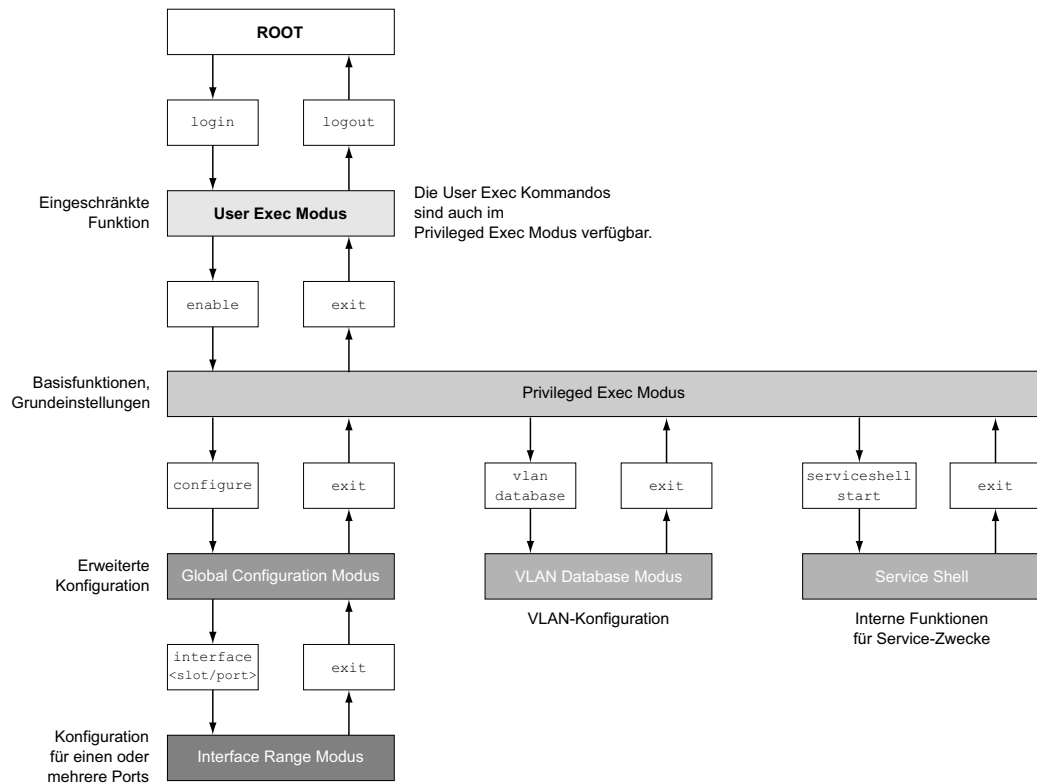 ROOT
login
logout
Eingeschränkte
Funktion
User Exec Modus
Die User Exec Kommandos
sind auch im
Privileged Exec Modus verfügbar.
enable
exit
Basisfunktionen,
Grundeinstellungen
Privileged Exec Modus
configure
exit
vlan
database
exit
serviceshell
start
exit
Erweiterte
Konfiguration
Global Configuration Modus
VLAN Database Modus
Service Shell
VLAN-Konfiguration
Interne Funktionen
für Service-Zwecke
interface
<slot/port>
exit
Konfiguration
für einen oder
mehrere Ports
Interface Range Modus